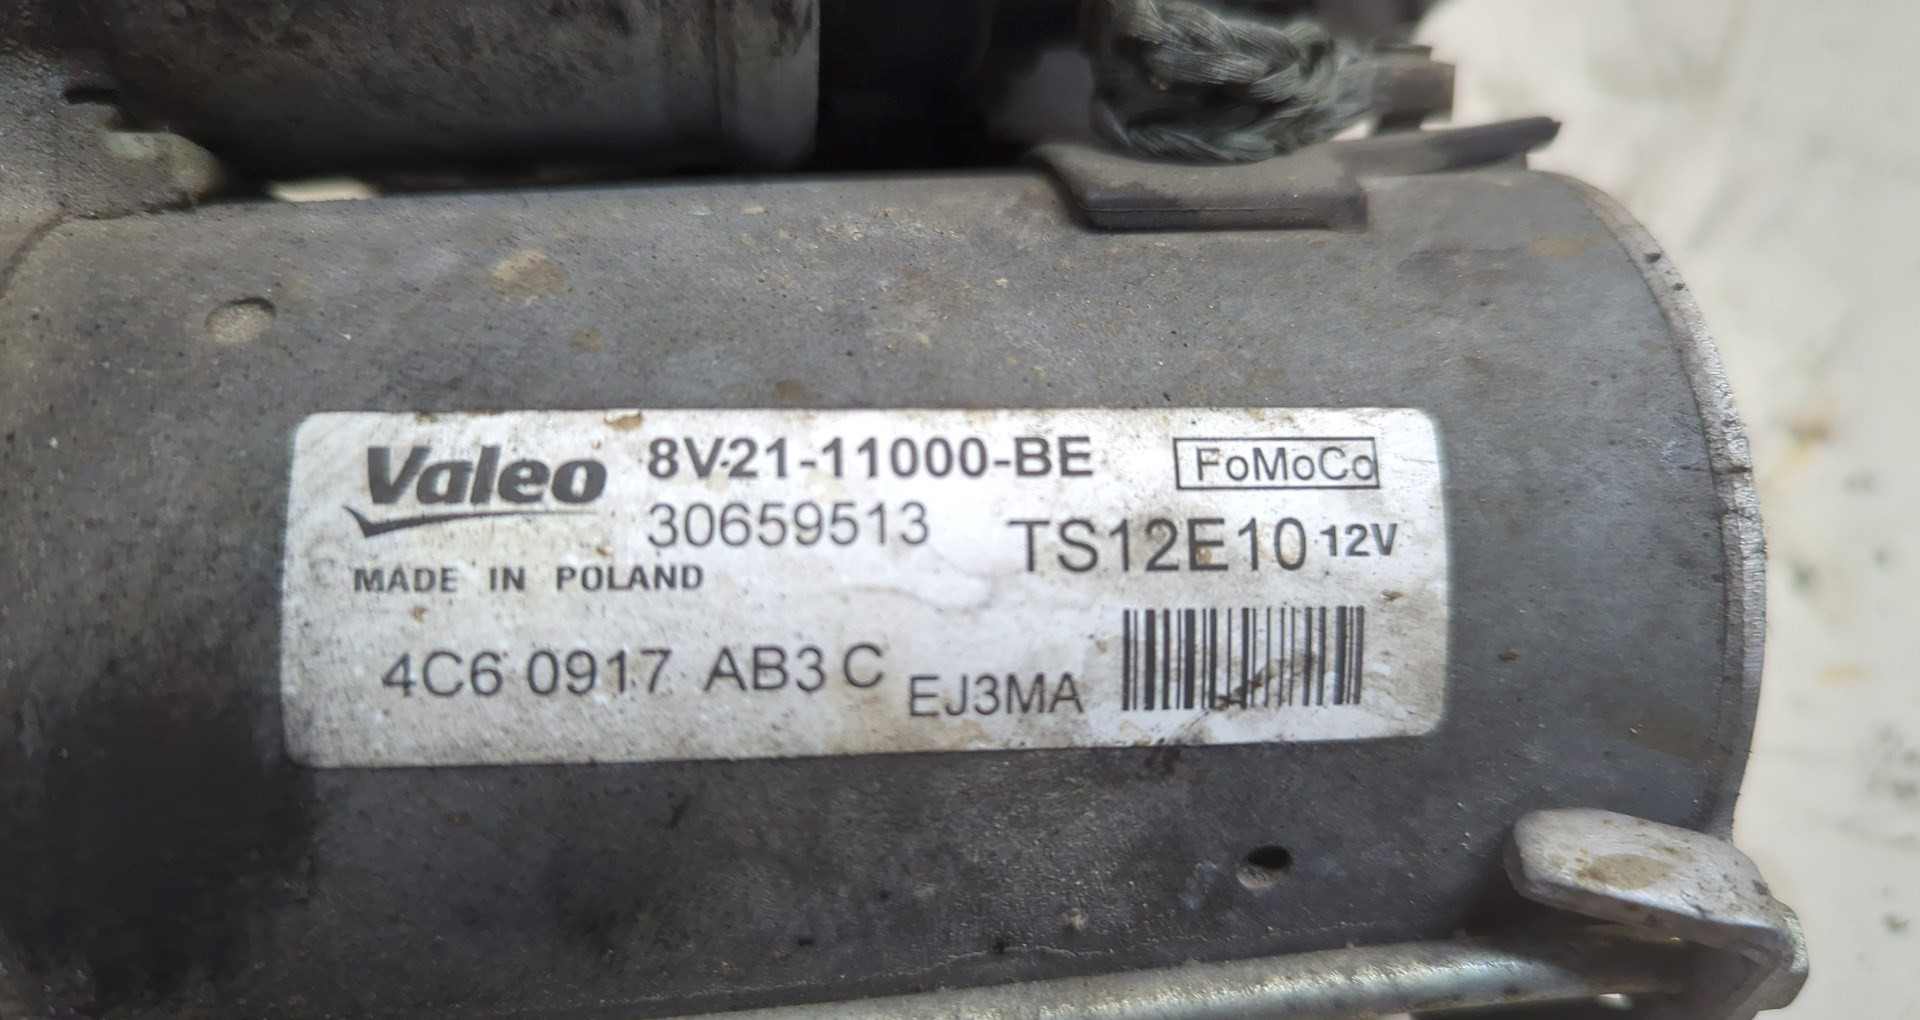 Valeo 8V21-11000-BE FoMoCo
30659513 TS12E10 12V
MADE IN POLAND
4C6 0917 AB3 C EJ3MA